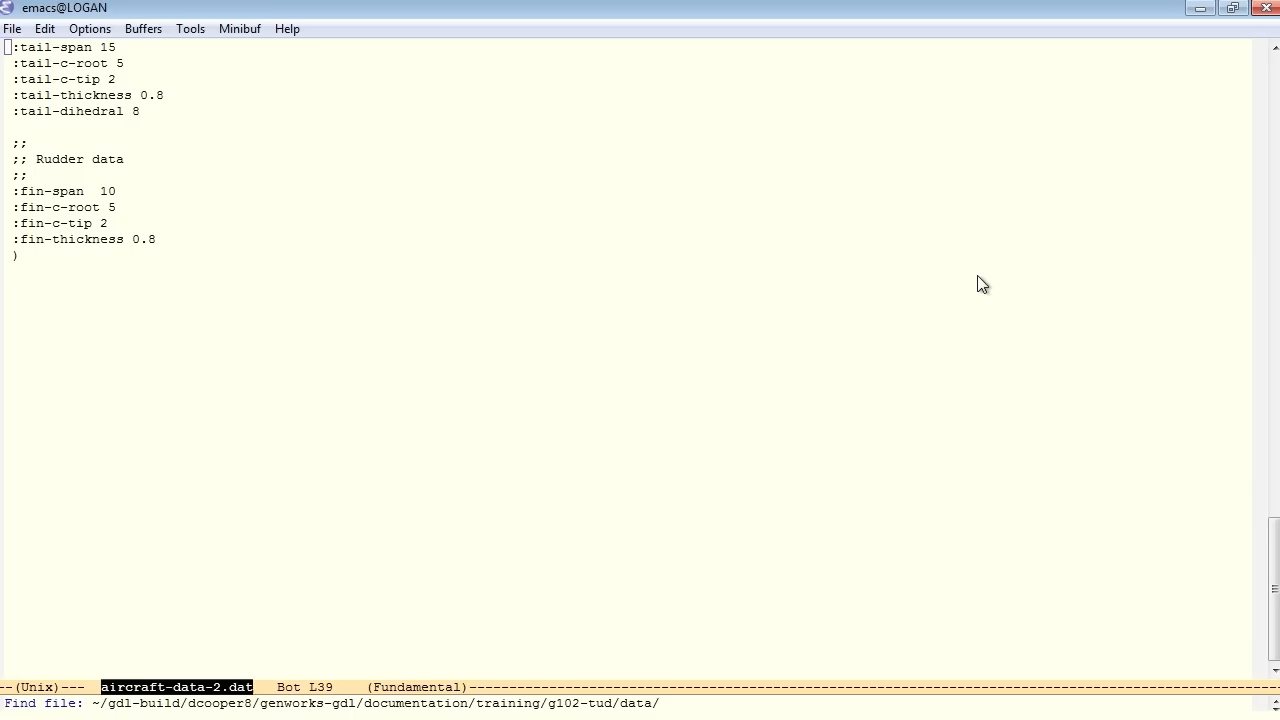 emacs@LOGAN
File Edit Options Buffers Tools Minibuf Help
:tail-span 15
:tail-c-root 5
:tail-c-tip 2
:tail-thickness 0.8
:tail-dihedral 8
;;
;; Rudder data
;;
:fin-span  10
:fin-c-root 5
:fin-c-tip 2
:fin-thickness 0.8
)
--(Unix)---  aircraft-data-2.dat   Bot L39    (Fundamental)----------------------------------------------------------------------------------------------------
Find file: ~/gdl-build/dcooper8/genworks-gdl/documentation/training/g102-tud/data/